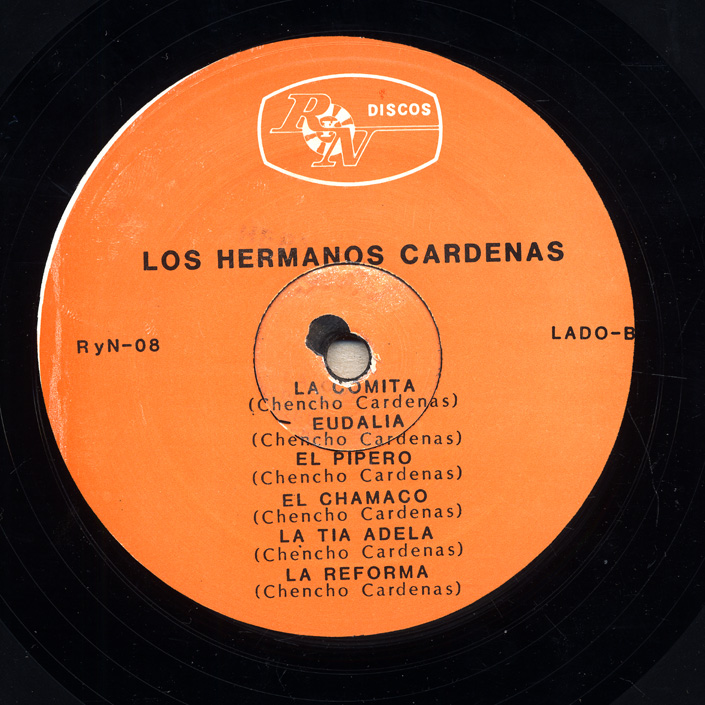 RyN DISCOS
LOS HERMANOS CARDENAS
RyN-08
LADO-B
LA COMITA
(Chencho Cardenas)
EUDALIA
(Chencho Cardenas)
EL PIPERO
(Chencho Cardenas)
EL CHAMACO
(Chencho Cardenas)
LA TIA ADELA
(Chencho Cardenas)
LA REFORMA
(Chencho Cardenas)